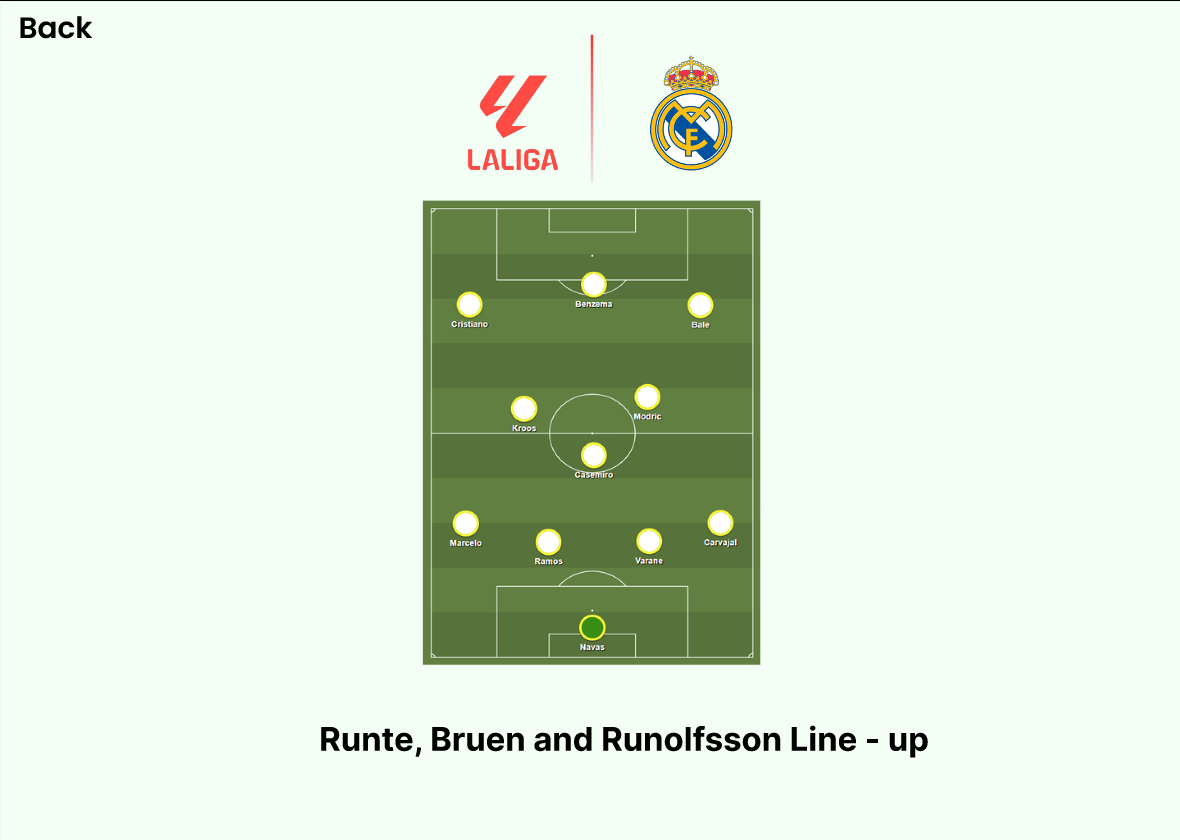 Back
LALIGA
Benzema
Cristiano
Bale
Modric
Kroos
Casemiro
Marcelo
Carvajal
Ramos
Varane
Navas
Runte, Bruen and Runolfsson Line - up